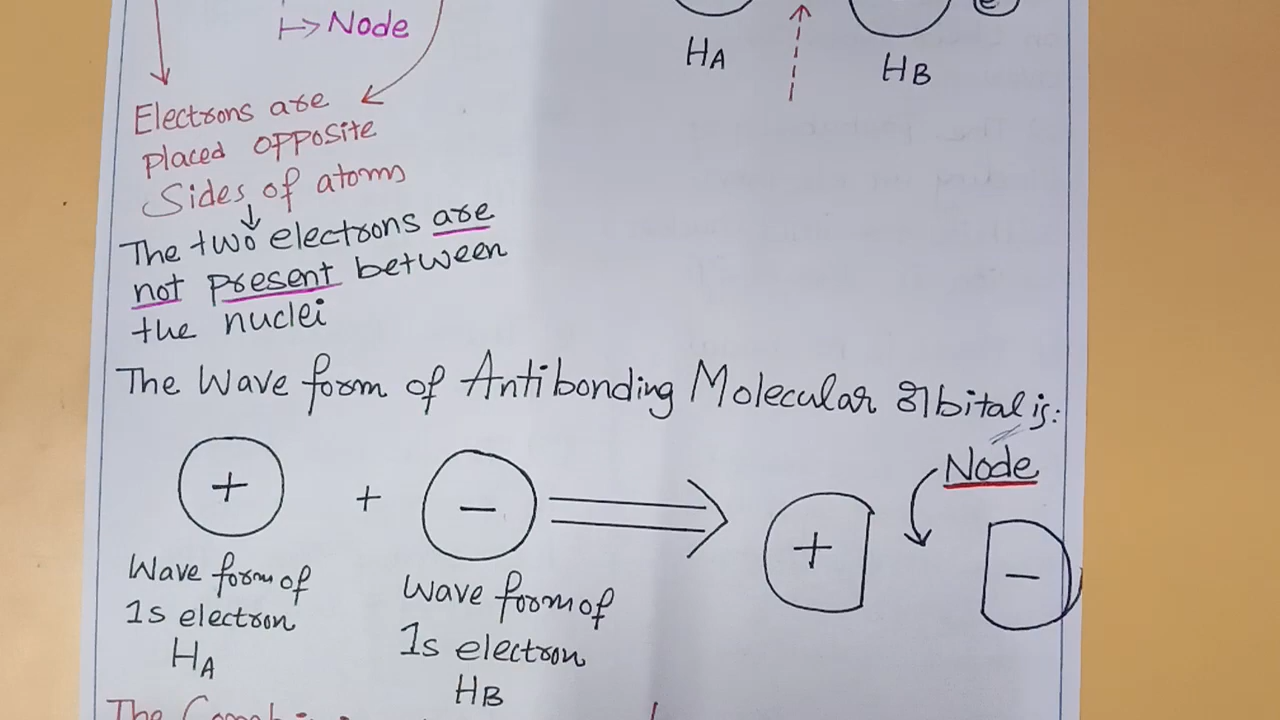 ↦ Node
e
HA
HB
Electrons are
placed opposite
Sides of atoms
The two electrons are
not present between
the nuclei
The Wave form of Antibonding Molecular Orbital is:
Node
+ + − + −
Wave form of
1s electron
HA
Wave form of
1s electron
HB
The